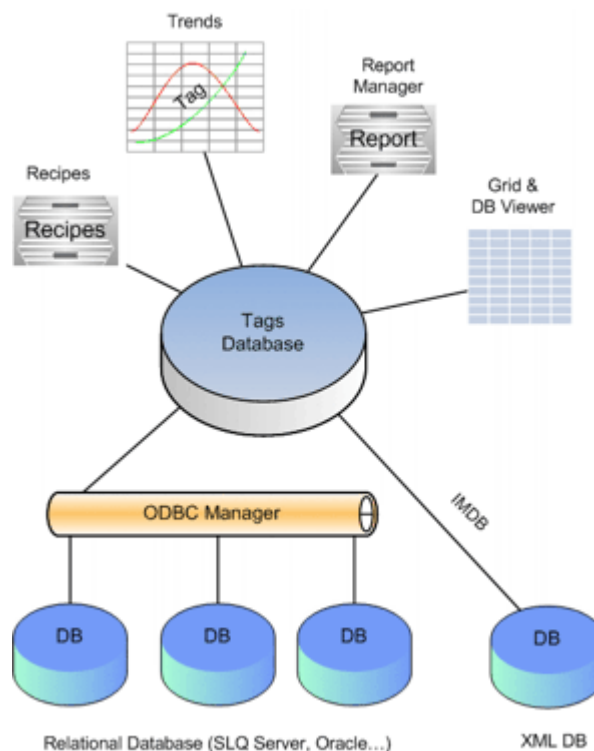 Trends
Tag
Report
Manager
Report
Recipes
Recipes
Grid &
DB Viewer
Tags
Database
ODBC Manager
IMDB
DB
DB
DB
DB
Relational Database (SLQ Server, Oracle...)
XML DB